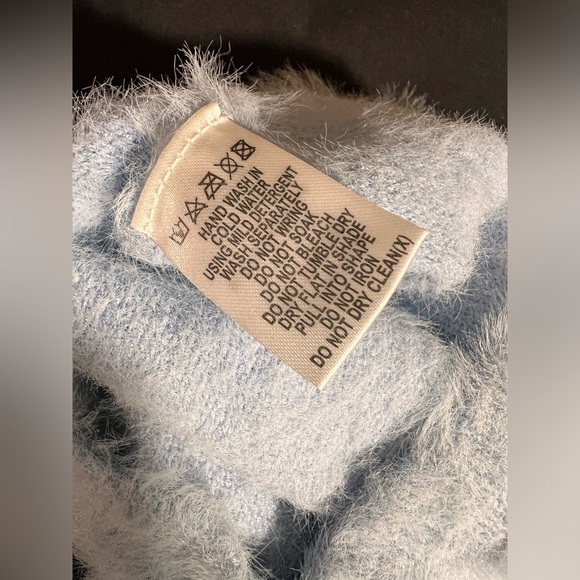 HAND WASH IN
COLD WATER
USING MILD DETERGENT
WASH SEPARATELY
DO NOT WRING
DO NOT SOAK
DO NOT BLEACH
DO NOT TUMBLE DRY
DRY FLAT IN SHADE
PULL INTO SHAPE
DO NOT IRON
DO NOT DRY CLEAN(X)